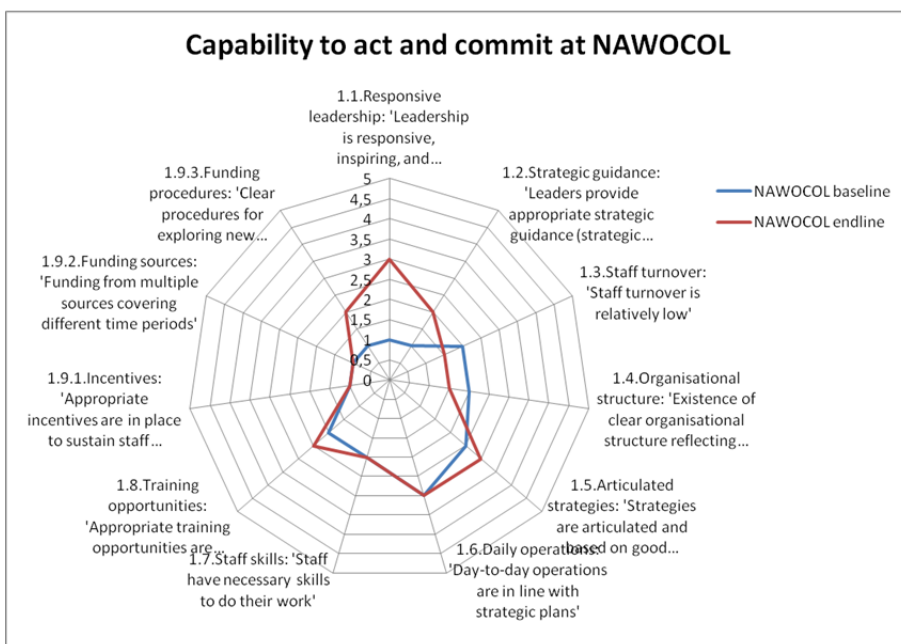 Capability to act and commit at NAWOCOL
1.1.Responsive
leadership: 'Leadership
is responsive,
inspiring, and ...
1.2.Strategic guidance:
'Leaders provide
appropriate strategic
guidance (strategic...
1.3.Staff turnover:
'Staff turnover is
relatively low'
1.4.Organisational
structure: 'Existence of
clear organisational
structure reflecting...
1.5.Articulated
strategies: 'Strategies
are articulated and
based on good...
1.6.Daily operations:
'Day-to-day operations
are in line with
strategic plans'
1.7.Staff skills: 'Staff
have necessary skills
to do their work'
1.8.Training
opportunities:
'Appropriate training
opportunities are...
1.9.1.Incentives:
'Appropriate
incentives are in place
to sustain staff...
1.9.2.Funding sources:
'Funding from multiple
sources covering
different time periods'
1.9.3.Funding
procedures: 'Clear
procedures for
exploring new...
5
4,5
4
3,5
3
2,5
2
1,5
1
0,5
0
NAWOCOL baseline
NAWOCOL endline